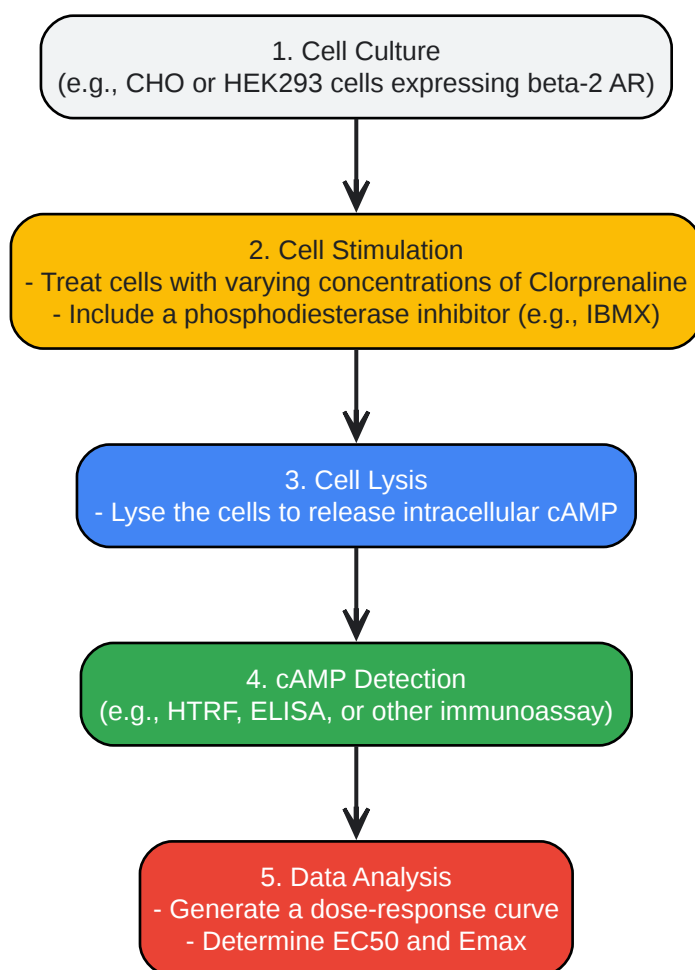 1. Cell Culture
(e.g., CHO or HEK293 cells expressing beta-2 AR)
2. Cell Stimulation
- Treat cells with varying concentrations of Clorprenaline
- Include a phosphodiesterase inhibitor (e.g., IBMX)
3. Cell Lysis
- Lyse the cells to release intracellular cAMP
4. cAMP Detection
(e.g., HTRF, ELISA, or other immunoassay)
5. Data Analysis
- Generate a dose-response curve
- Determine EC50 and Emax